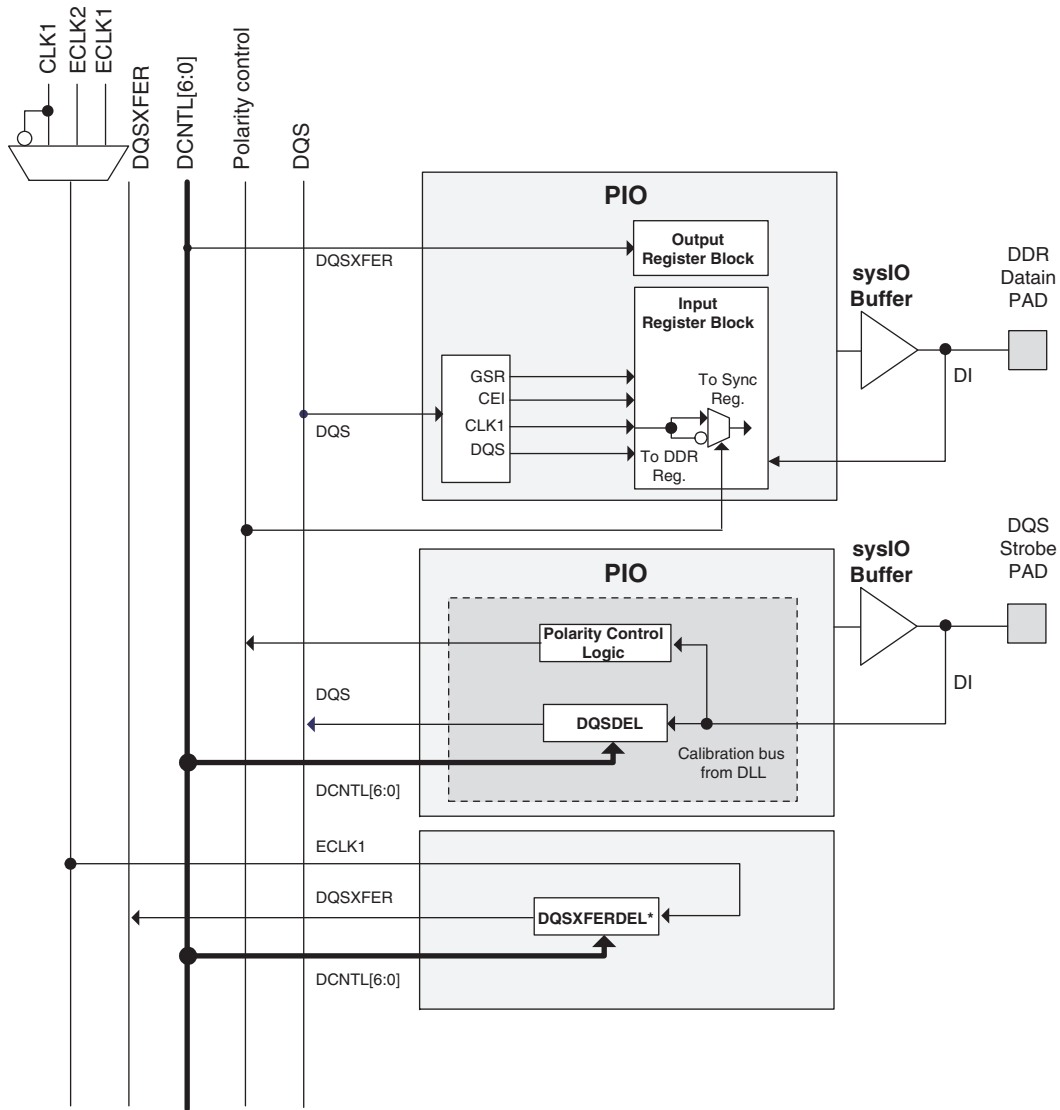 CLK1
ECLK2
ECLK1
DQSXFER
DCNTL[6:0]
Polarity control
DQS
PIO
DQSXFER
Output
Register Block
sysIO
Buffer
DDR
Datain
PAD
Input
Register Block
GSR
CEI
CLK1
DQS
To Sync
Reg.
To DDR
Reg.
DI
DQS
PIO
sysIO
Buffer
DQS
Strobe
PAD
Polarity Control
Logic
DI
DQS
DQSDEL
Calibration bus
from DLL
DCNTL[6:0]
ECLK1
DQSXFER
DQSXFERDEL*
DCNTL[6:0]